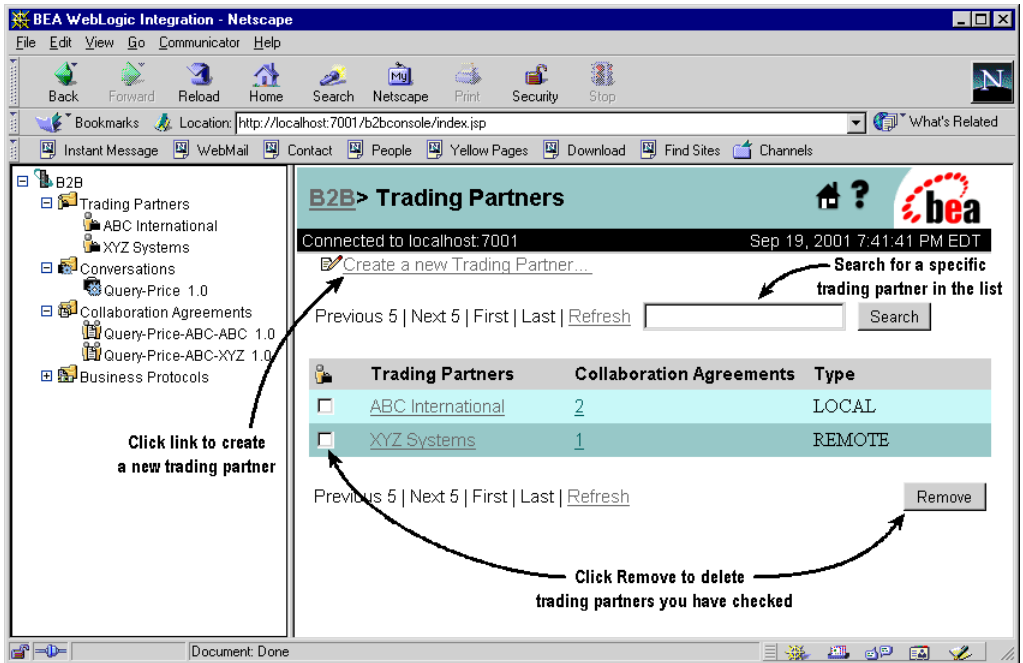 BEA WebLogic Integration - Netscape
File Edit View Go Communicator Help
Back Forward Reload Home Search Netscape Print Security Stop
My
N
Bookmarks Location: http://localhost:7001/b2bconsole/index.jsp What's Related
Instant Message WebMail Contact People Yellow Pages Download Find Sites Channels
B2B
Trading Partners
ABC International
XYZ Systems
Conversations
Query-Price 1.0
Collaboration Agreements
Query-Price-ABC-ABC 1.0
Query-Price-ABC-XYZ 1.0
Business Protocols
Click link to create
a new trading partner
B2B> Trading Partners
? bea
Connected to localhost:7001 Sep 19, 2001 7:41:41 PM EDT
Create a new Trading Partner...
Search for a specific
trading partner in the list
Previous 5 | Next 5 | First | Last | Refresh Search
Trading Partners Collaboration Agreements Type
ABC International 2 LOCAL
XYZ Systems 1 REMOTE
Previous 5 | Next 5 | First | Last | Refresh Remove
Click Remove to delete
trading partners you have checked
Document: Done